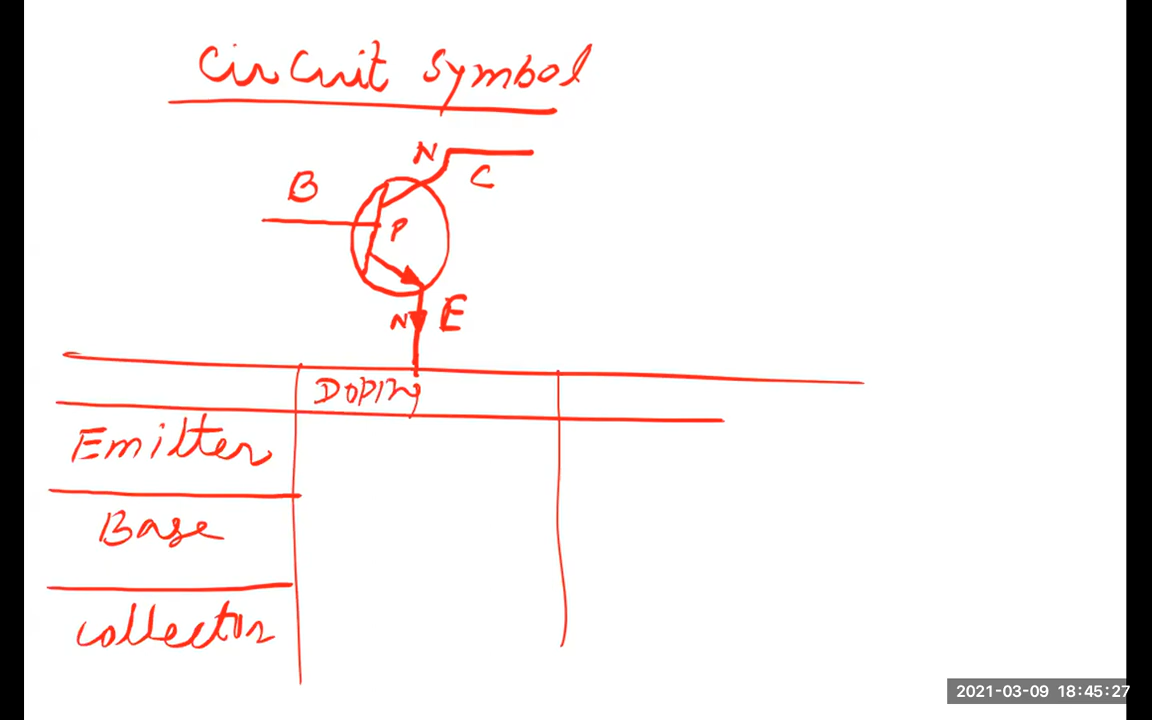 Circuit Symbol
N
C
B
P
N E
Doping
Emitter
Base
Collector
2021-03-09 18:45:27